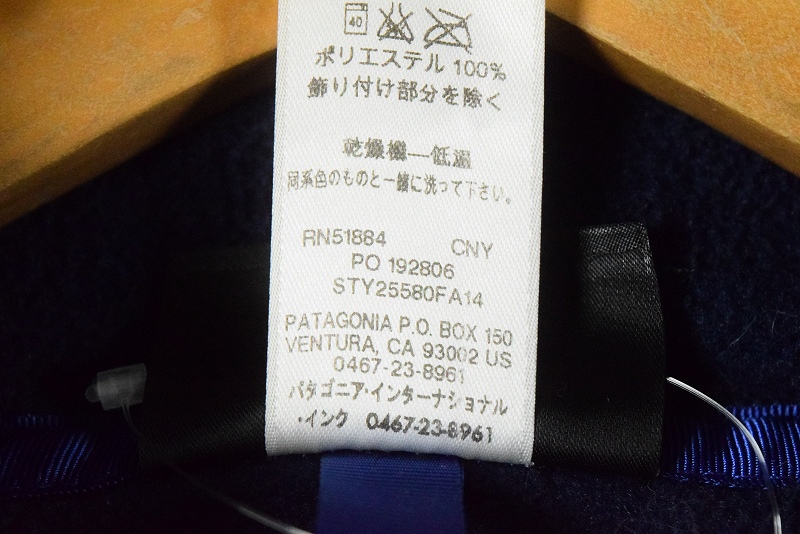 40
ポリエステル 100%
飾り付け部分を除く
乾燥機—低温
同系色のものと一緒に洗って下さい。
RN51884 CNY
PO 192806
STY25580FA14
PATAGONIA P.O. BOX 150
VENTURA, CA 93002 US
0467-23-8961
パタゴニア・インターナショナル
・インク 0467-23-8961